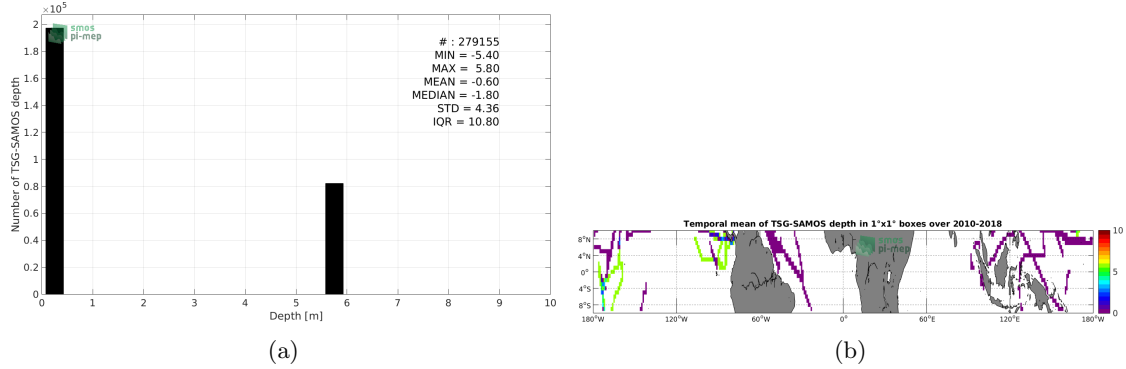 ×10⁵
2
1.8
1.6
1.4
1.2
1
0.8
0.6
0.4
0.2
0
Number of TSG-SAMOS depth
smos
pi-mep
# : 279155
MIN = -5.40
MAX = 5.80
MEAN = -0.60
MEDIAN = -1.80
STD = 4.36
IQR = 10.80
0 1 2 3 4 5 6 7 8 9 10
Depth [m]
(a)
Temporal mean of TSG-SAMOS depth in 1°x1° boxes over 2010-2018
smos
pi-mep
8°N
4°N
0°
4°S
8°S
180°W 120°W 60°W 0° 60°E 120°E 180°W
10
5
0
(b)